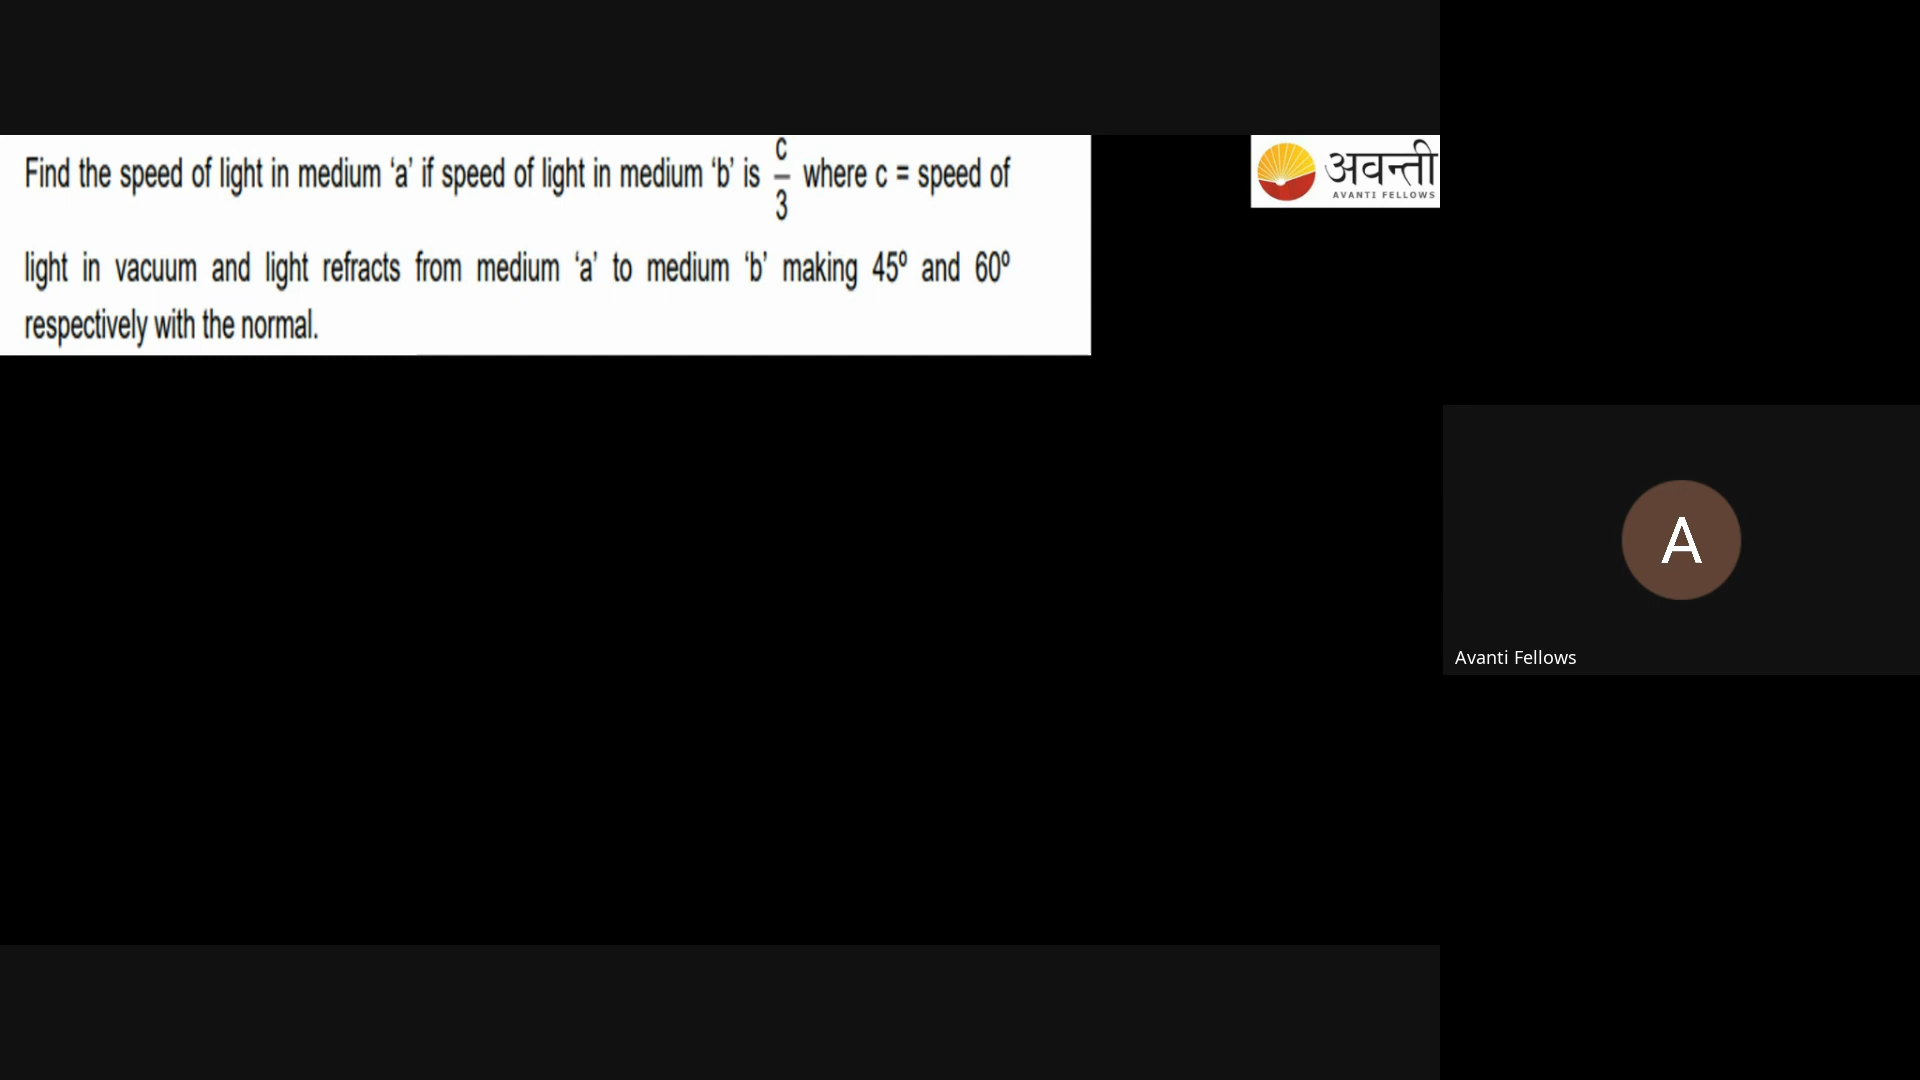 Find the speed of light in medium ‘a’ if speed of light in medium ‘b’ is c/3 where c = speed of
light in vacuum and light refracts from medium ‘a’ to medium ‘b’ making 45º and 60º
respectively with the normal.
अवन्ती
AVANTI FELLOWS
A
Avanti Fellows